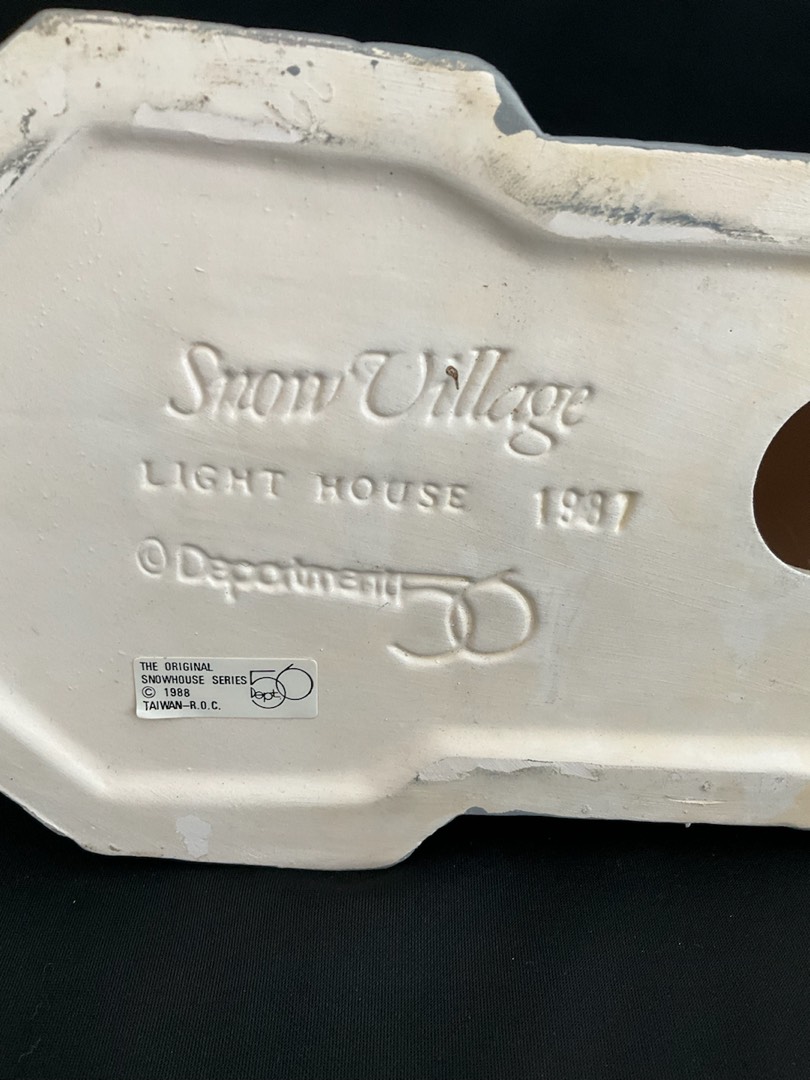 Snow Village
LIGHT HOUSE 1987
© Department 56
THE ORIGINAL
SNOWHOUSE SERIES
© 1988
TAIWAN—R.O.C.
Dept. 56